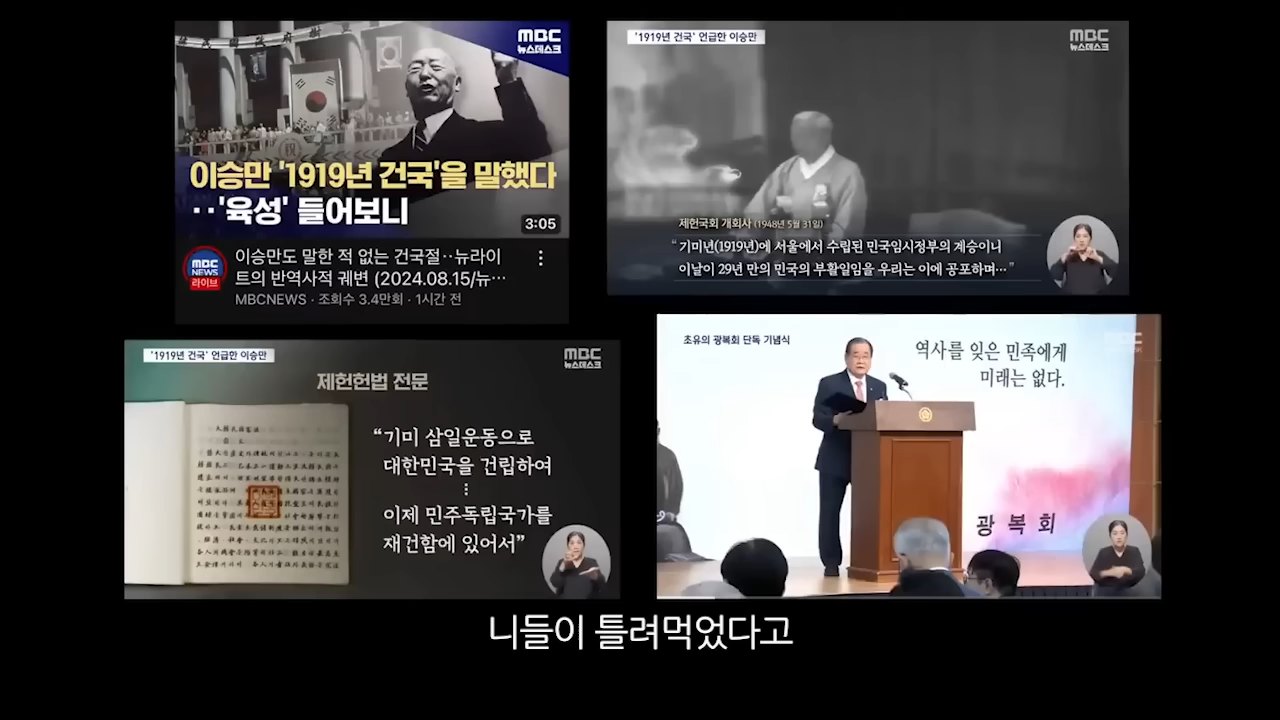 MBC
뉴스데스크
이승만 '1919년 건국'을 말했다
··'육성' 들어보니
3:05
MBC
NEWS
라이브
이승만도 말한 적 없는 건국절··뉴라이
트의 반역사적 궤변 (2024.08.15/뉴…
MBCNEWS · 조회수 3.4만회 · 1시간 전
'1919년 건국' 언급한 이승만
MBC
뉴스데스크
제헌국회 개회사 (1948년 5월 31일)
“기미년(1919년)에 서울에서 수립된 민국임시정부의 계승이니
이날이 29년 만의 민국의 부활일임을 우리는 이에 공포하며…”
'1919년 건국' 언급한 이승만
MBC
뉴스데스크
제헌헌법 전문
“기미 삼일운동으로
대한민국을 건립하여
⋮
이제 민주독립국가를
재건함에 있어서”
초유의 광복회 단독 기념식
MBC
역사를 잊은 민족에게
미래는 없다.
광복회
니들이 틀려먹었다고